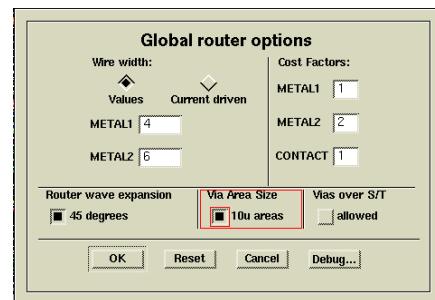 Global router options
Wire width:
Cost Factors:
Values Current driven
METAL1 1
METAL1 4
METAL2 2
METAL2 6
CONTACT 1
Router wave expansion Via Area Size Vias over S/T
45 degrees 10u areas allowed
OK Reset Cancel Debug...